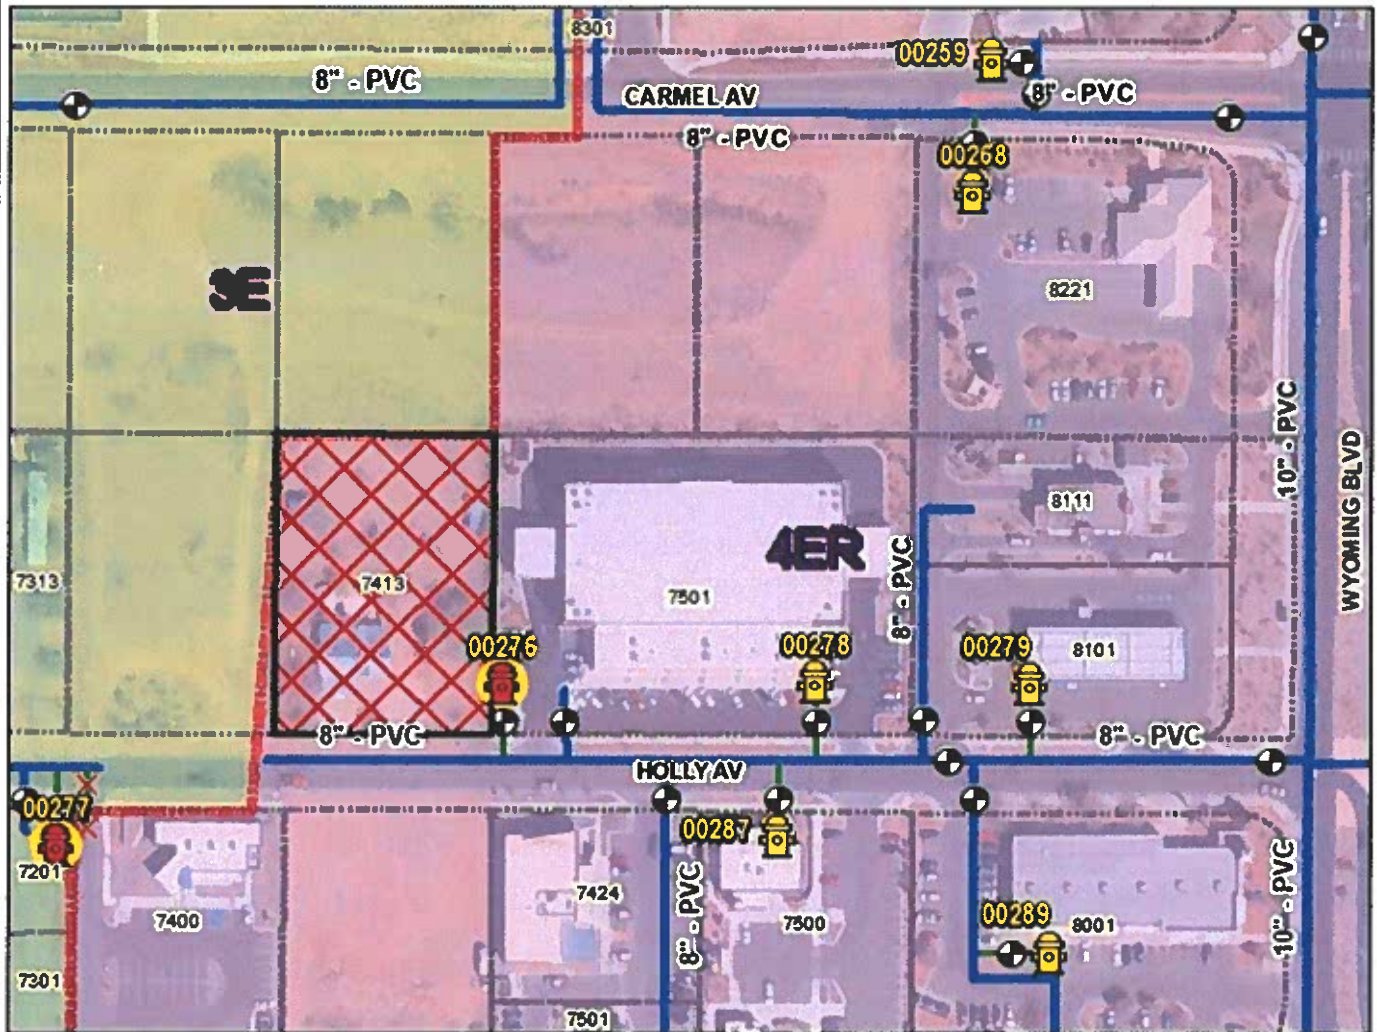 8301
00259
8" - PVC
CARMEL AV
8" - PVC
8" - PVC
00268
8221
10" - PVC
WYOMING BLVD
8111
4ER
7313
7413
7501
8" - PVC
00276
00278
00279
8101
8" - PVC
8" - PVC
HOLLY AV
00277
00287
7201
7424
8" - PVC
7400
7500
00289
8001
10" - PVC
7301
7501